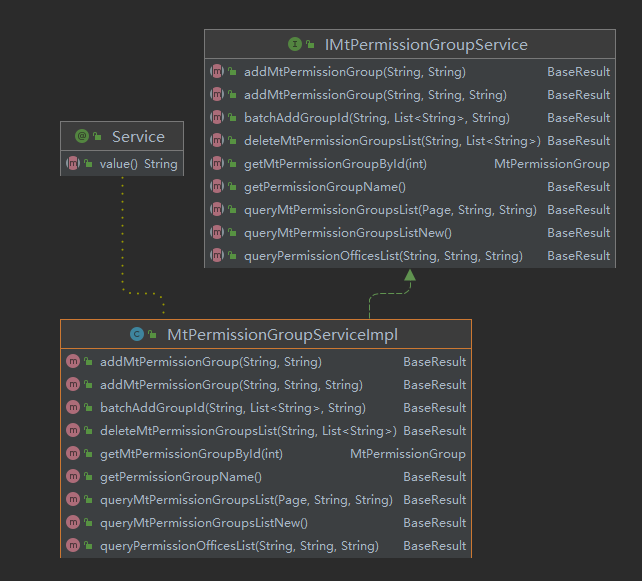 IMtPermissionGroupService
addMtPermissionGroup(String, String) BaseResult
addMtPermissionGroup(String, String, String) BaseResult
batchAddGroupId(String, List<String>, String) BaseResult
deleteMtPermissionGroupsList(String, List<String>) BaseResult
getMtPermissionGroupById(int) MtPermissionGroup
getPermissionGroupName() BaseResult
queryMtPermissionGroupsList(Page, String, String) BaseResult
queryMtPermissionGroupsListNew() BaseResult
queryPermissionOfficesList(String, String, String) BaseResult
Service
value() String
MtPermissionGroupServiceImpl
addMtPermissionGroup(String, String) BaseResult
addMtPermissionGroup(String, String, String) BaseResult
batchAddGroupId(String, List<String>, String) BaseResult
deleteMtPermissionGroupsList(String, List<String>) BaseResult
getMtPermissionGroupById(int) MtPermissionGroup
getPermissionGroupName() BaseResult
queryMtPermissionGroupsList(Page, String, String) BaseResult
queryMtPermissionGroupsListNew() BaseResult
queryPermissionOfficesList(String, String, String) BaseResult